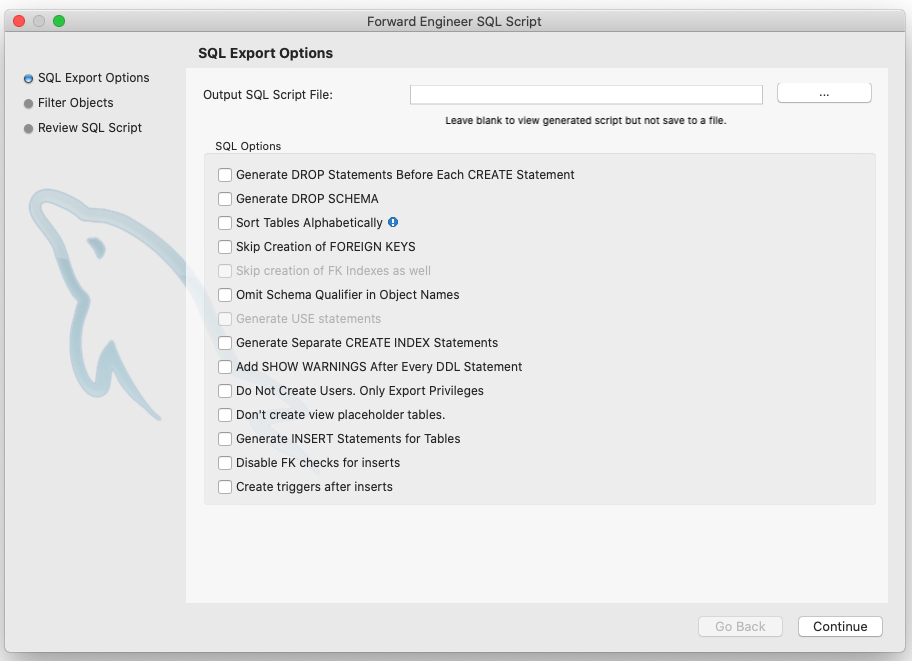 Forward Engineer SQL Script
SQL Export Options
SQL Export Options
Filter Objects
Review SQL Script
Output SQL Script File:
...
Leave blank to view generated script but not save to a file.
SQL Options
Generate DROP Statements Before Each CREATE Statement
Generate DROP SCHEMA
Sort Tables Alphabetically
Skip Creation of FOREIGN KEYS
Skip creation of FK Indexes as well
Omit Schema Qualifier in Object Names
Generate USE statements
Generate Separate CREATE INDEX Statements
Add SHOW WARNINGS After Every DDL Statement
Do Not Create Users. Only Export Privileges
Don't create view placeholder tables.
Generate INSERT Statements for Tables
Disable FK checks for inserts
Create triggers after inserts
Go Back
Continue